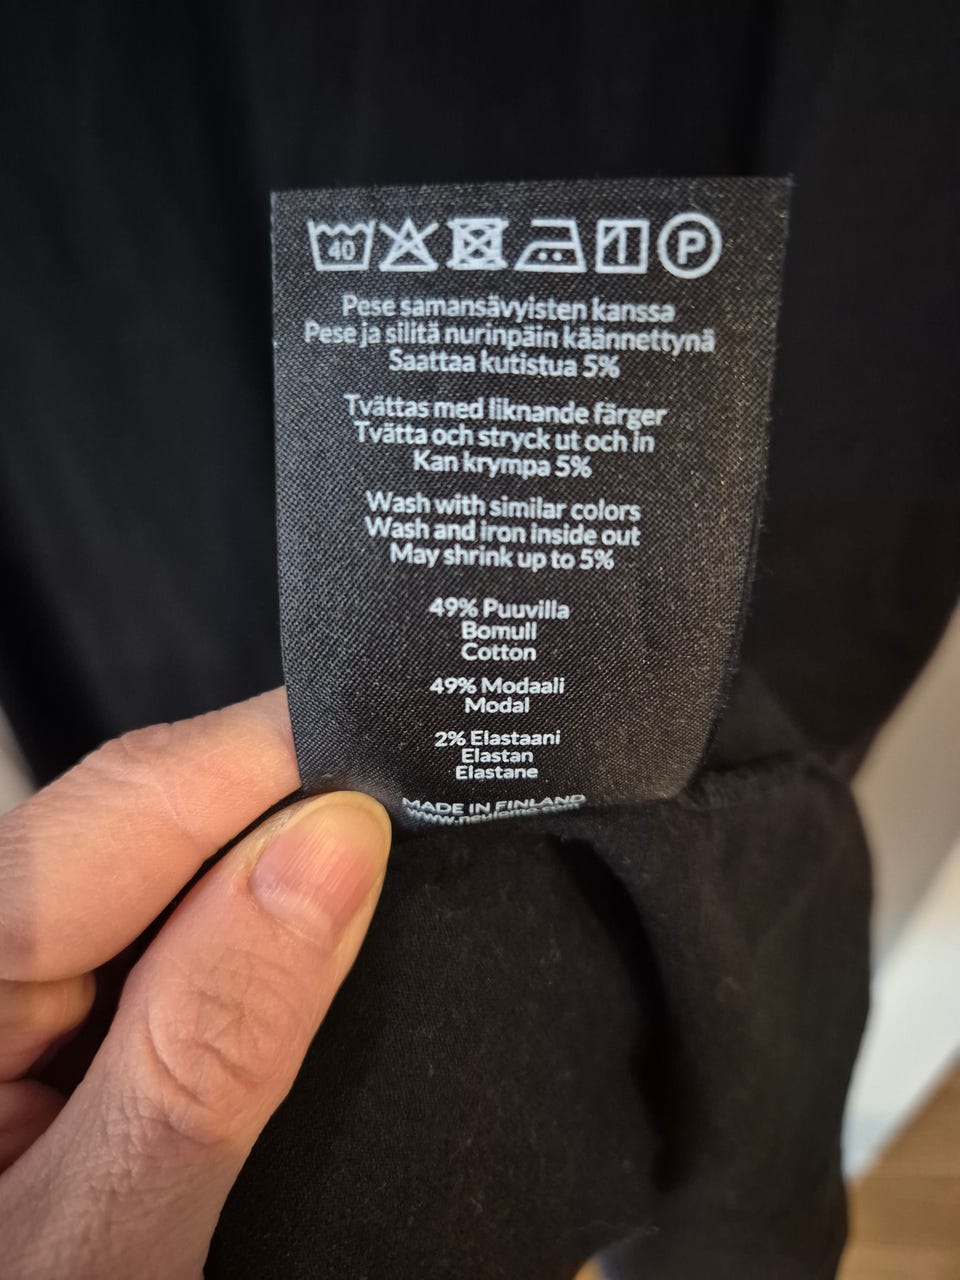 40
P
Pese samansävyisten kanssa
Pese ja silitä nurinpäin käännettynä
Saattaa kutistua 5%
Tvättas med liknande färger
Tvätta och stryck ut och in
Kan krympa 5%
Wash with similar colors
Wash and iron inside out
May shrink up to 5%
49% Puuvilla
Bomull
Cotton
49% Modaali
Modal
2% Elastaani
Elastan
Elastane
MADE IN FINLAND